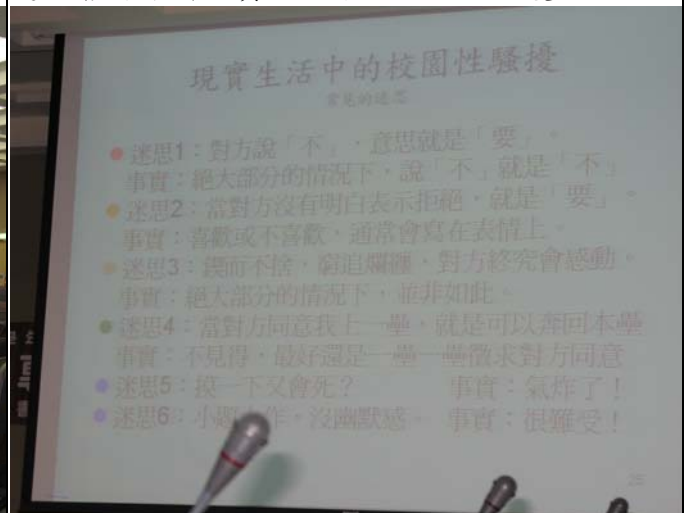 現實生活中的校園性騷擾
常見的迷思
迷思1：對方說「不」，意思就是「要」。
事實：絕大部分的情況下，說「不」就是「不」
迷思2：當對方沒有明白表示拒絕，就是「要」。
事實：喜歡或不喜歡，通常會寫在表情上。
迷思3：鍥而不捨，窮追爛纏，對方終究會感動。
事實：絕大部分的情況下，並非如此。
迷思4：當對方同意我上一壘，就是可以奔回本壘
事實：不見得，最好還是一壘一壘徵求對方同意
迷思5：摸一下又會死？ 事實：氣炸了！
迷思6：小題作，沒幽默感。 事實：很難受！
25